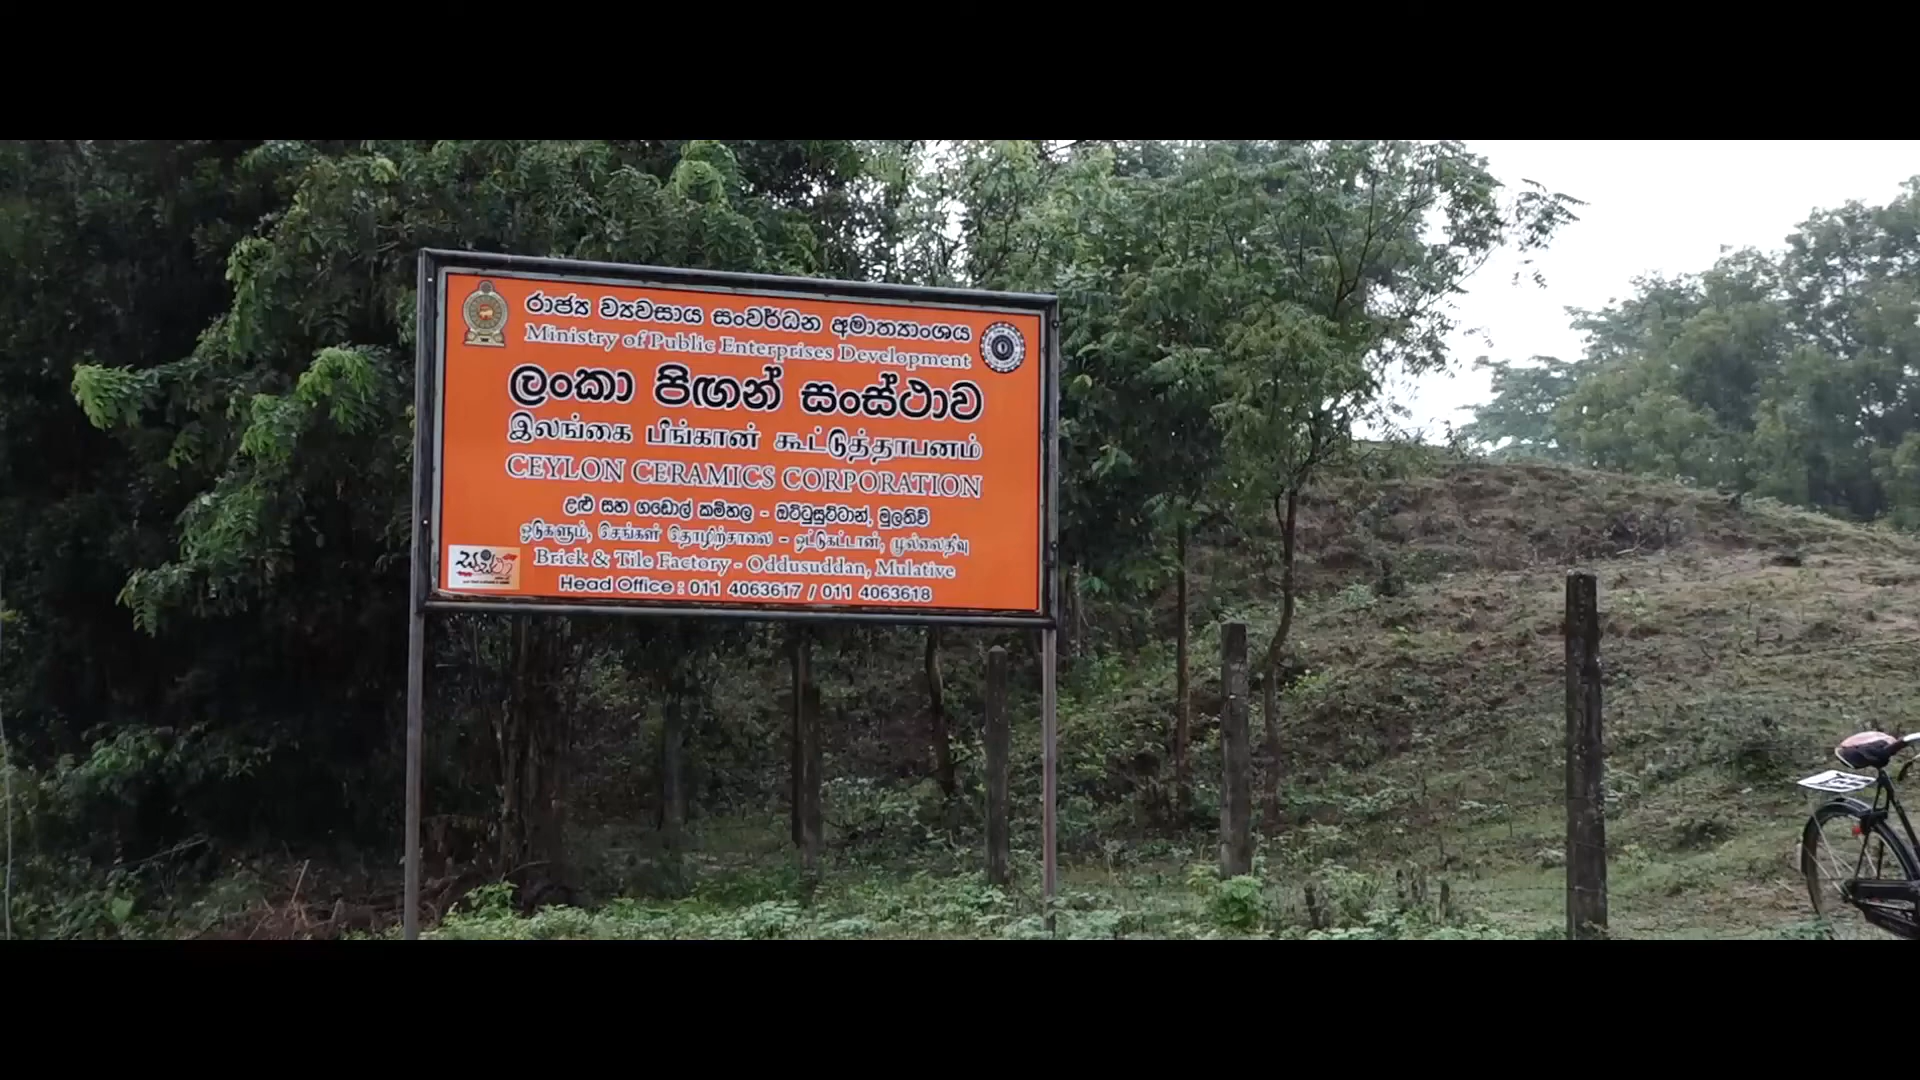 රාජ්‍ය ව්‍යවසාය සංවර්ධන අමාත්‍යාංශය
Ministry of Public Enterprises Development
ලංකා පිඟන් සංස්ථාව
இலங்கை பீங்கான் கூட்டுத்தாபனம்
CEYLON CERAMICS CORPORATION
උළු සහ ගඩොල් කම්හල - ඔට්ටුසුට්ටාන්, මුලතිව්
ஓடுகளும், செங்கள் தொழிற்சாலை - ஒட்டுகட்டான், முல்லைதீவு
Brick & Tile Factory - Oddusuddan, Mulative
Head Office : 011 4063617 / 011 4063618